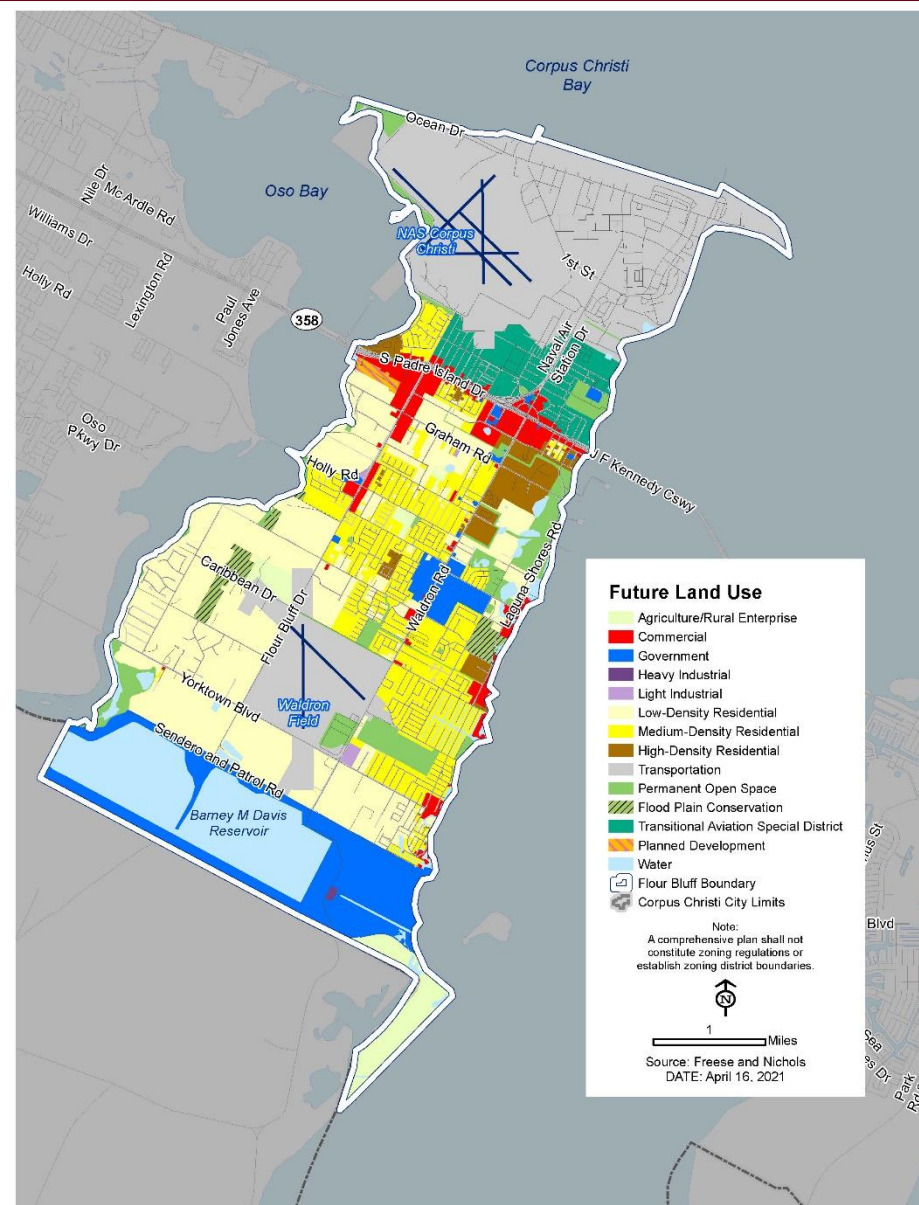 Corpus Christi
Bay
Ocean Dr
Oso Bay
Nile Dr
Mc Ardle Rd
Williams Dr
Holly Rd
Lexington Rd
Paul
Jones Ave
NAS Corpus
Christi
1st St
358
Naval Air
Station Dr
S Padre Island Dr
Oso
Pkwy Dr
Graham Rd
J F Kennedy Cswy
Holly Rd
Caribbean Dr
Flour Bluff Dr
Waldron Rd
Laguna Shores Rd
Yorktown Blvd
Waldron
Field
Sendero and Patrol Rd
Barney M Davis
Reservoir
Future Land Use
Agriculture/Rural Enterprise
Commercial
Government
Heavy Industrial
Light Industrial
Low-Density Residential
Medium-Density Residential
High-Density Residential
Transportation
Permanent Open Space
Flood Plain Conservation
Transitional Aviation Special District
Planned Development
Water
Flour Bluff Boundary
Corpus Christi City Limits
Note:
A comprehensive plan shall not
constitute zoning regulations or
establish zoning district boundaries.
N
1
Miles
Source: Freese and Nichols
DATE: April 16, 2021
St
Blvd
Dr
Park
Rd